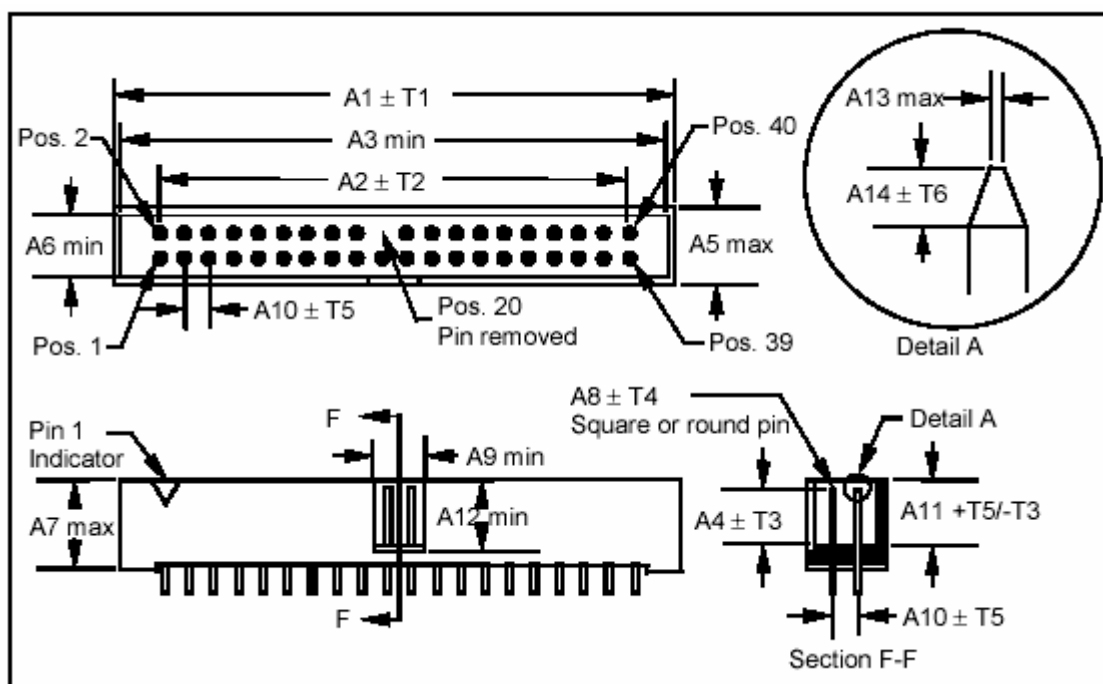 A1 ± T1
A13 max
Pos. 2
A3 min
Pos. 40
A2 ± T2
A14 ± T6
A6 min
A5 max
A10 ± T5
Pos. 20
Pin removed
Pos. 1
Pos. 39
Detail A
A8 ± T4
Square or round pin
Detail A
F
Pin 1
Indicator
A9 min
A7 max
A12 min
A4 ± T3
A11 +T5/-T3
F
A10 ± T5
Section F-F